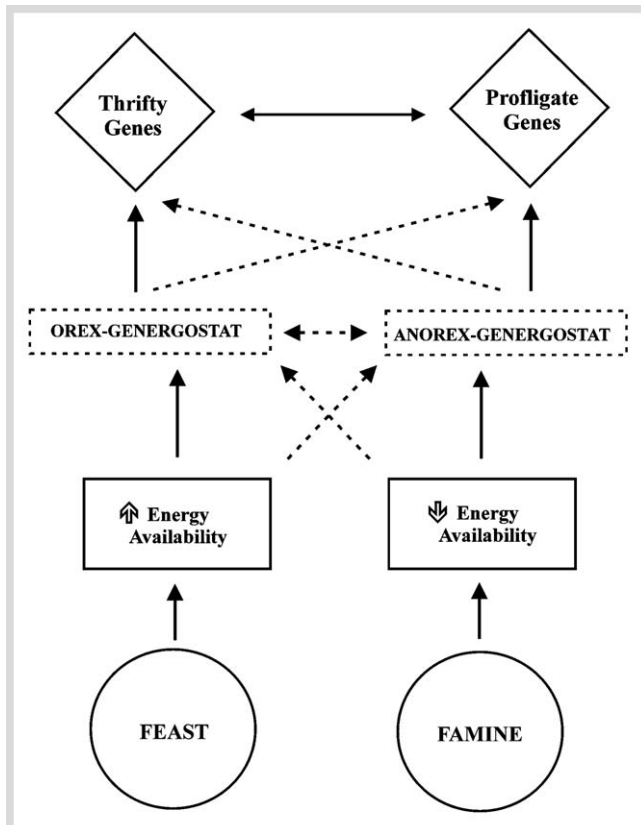 Thrifty
Genes
Profligate
Genes
OREX-GENERGOSTAT
ANOREX-GENERGOSTAT
Energy
Availability
Energy
Availability
FEAST
FAMINE